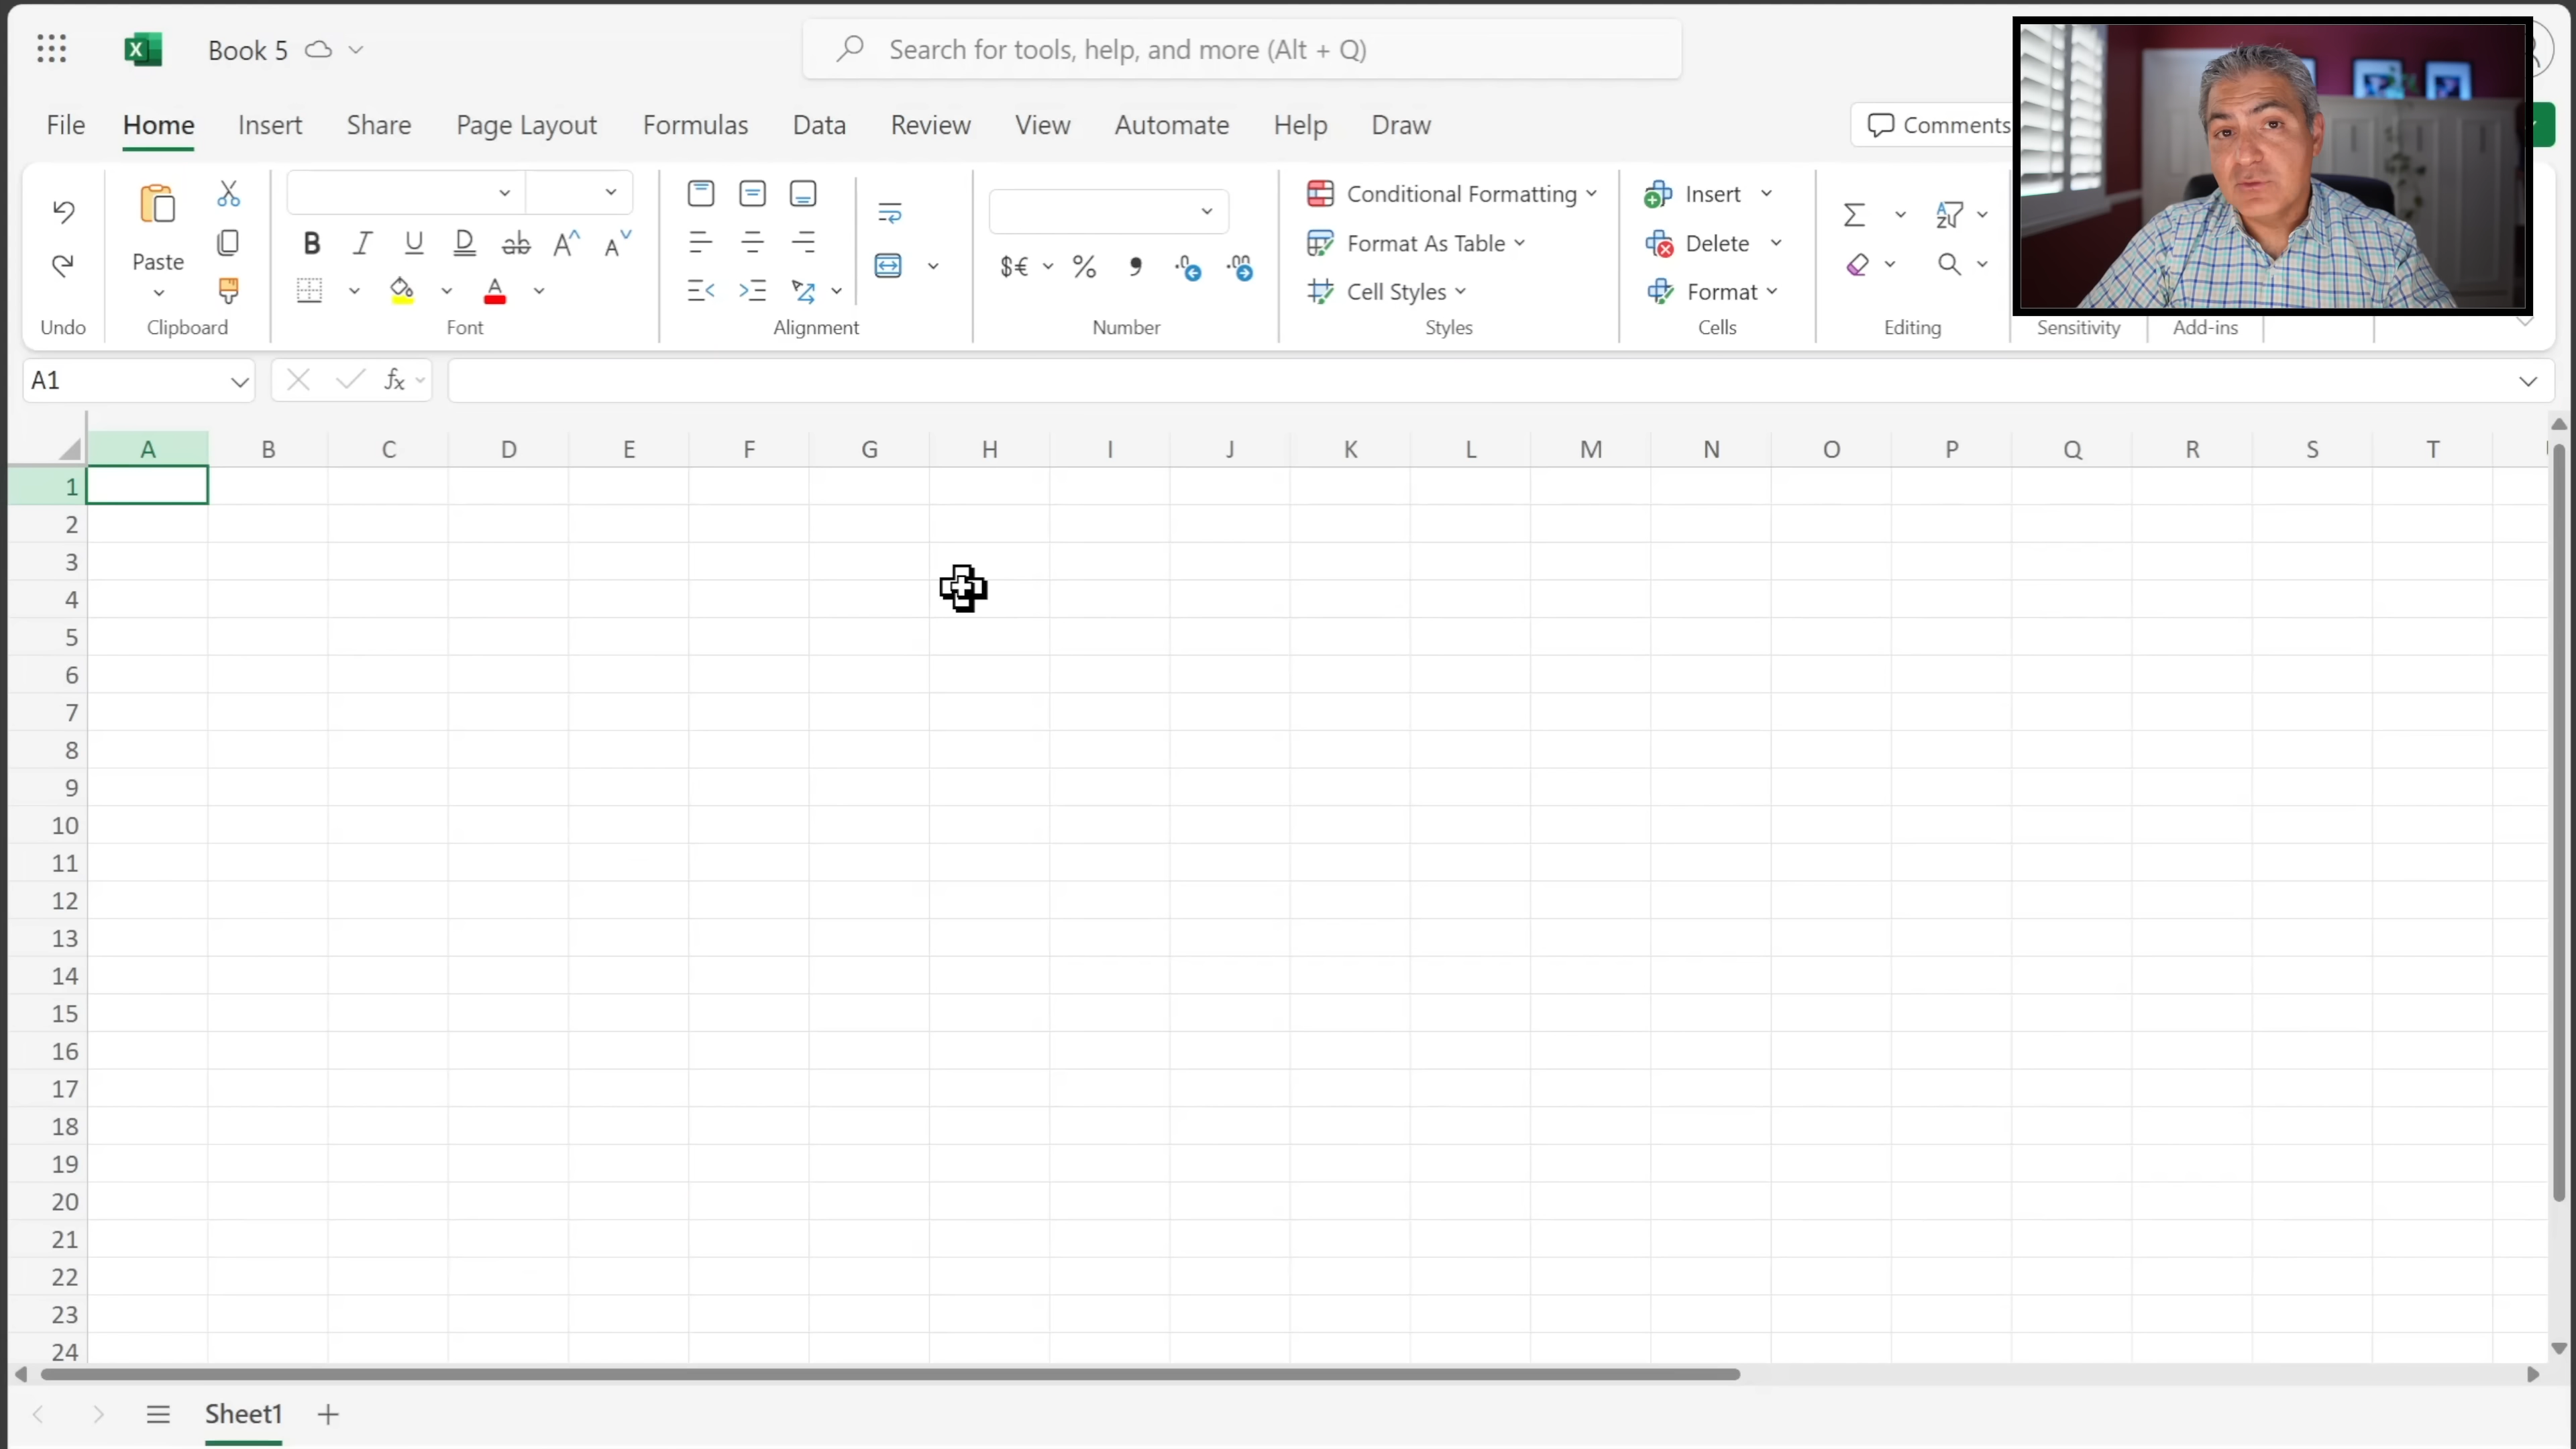 Book 5
Search for tools, help, and more (Alt + Q)
File Home Insert Share Page Layout Formulas Data Review View Automate Help Draw
Comments
Paste
B I U D ab A A
A
$€ % 9
Conditional Formatting
Format As Table
Cell Styles
Insert
Delete
Format
Undo Clipboard Font Alignment Number Styles Cells Editing Sensitivity Add-ins
A1 fx
A B C D E F G H I J K L M N O P Q R S T
1
2
3
4
5
6
7
8
9
10
11
12
13
14
15
16
17
18
19
20
21
22
23
24
Sheet1